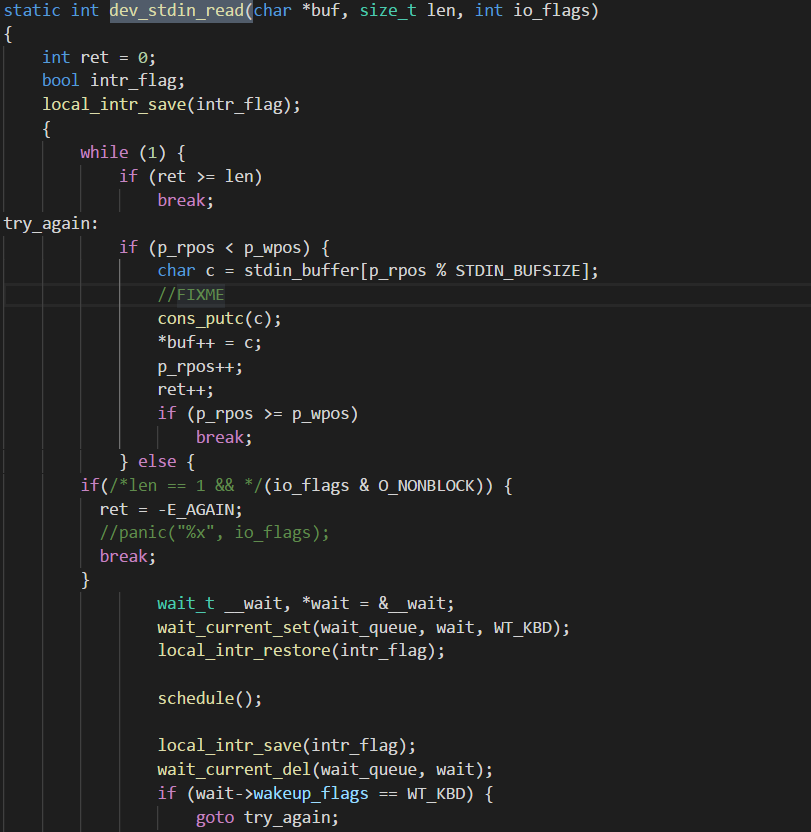 static int dev_stdin_read(char *buf, size_t len, int io_flags)
{
    int ret = 0;
    bool intr_flag;
    local_intr_save(intr_flag);
    {
        while (1) {
            if (ret >= len)
                break;
try_again:
            if (p_rpos < p_wpos) {
                char c = stdin_buffer[p_rpos % STDIN_BUFSIZE];
                //FIXME
                cons_putc(c);
                *buf++ = c;
                p_rpos++;
                ret++;
                if (p_rpos >= p_wpos)
                    break;
            } else {
        if(/*len == 1 && */(io_flags & O_NONBLOCK)) {
          ret = -E_AGAIN;
          //panic("%x", io_flags);
          break;
        }
                wait_t __wait, *wait = &__wait;
                wait_current_set(wait_queue, wait, WT_KBD);
                local_intr_restore(intr_flag);

                schedule();

                local_intr_save(intr_flag);
                wait_current_del(wait_queue, wait);
                if (wait->wakeup_flags == WT_KBD) {
                    goto try_again;